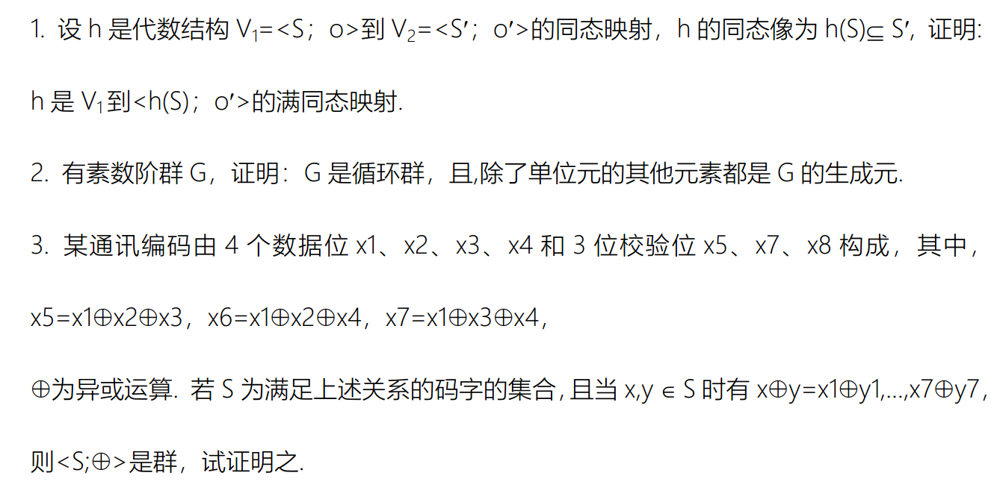 1. 设 h 是代数结构 V₁=<S；o>到 V₂=<S′；o′>的同态映射，h 的同态像为 h(S)⊆ S′, 证明:
h 是 V₁到<h(S)；o′>的满同态映射.
2. 有素数阶群 G，证明：G 是循环群，且,除了单位元的其他元素都是 G 的生成元.
3. 某通讯编码由 4 个数据位 x1、x2、x3、x4 和 3 位校验位 x5、x7、x8 构成，其中，
x5=x1⊕x2⊕x3，x6=x1⊕x2⊕x4，x7=x1⊕x3⊕x4，
⊕为异或运算. 若 S 为满足上述关系的码字的集合,且当 x,y ∈ S 时有 x⊕y=x1⊕y1,...,x7⊕y7,
则<S;⊕>是群，试证明之.